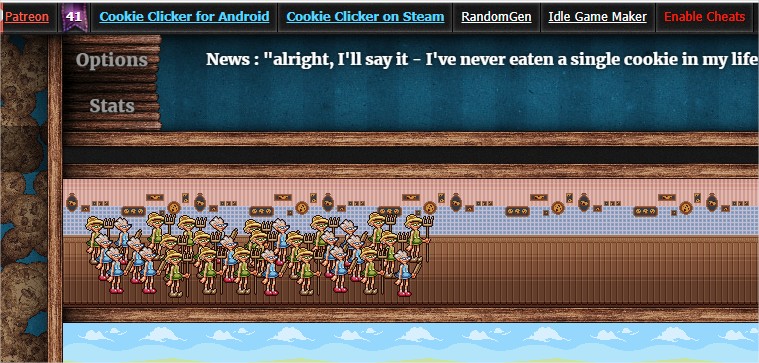 Patreon 41 Cookie Clicker for Android Cookie Clicker on Steam RandomGen Idle Game Maker Enable Cheats
Options
News : "alright, I'll say it - I've never eaten a single cookie in my life
Stats